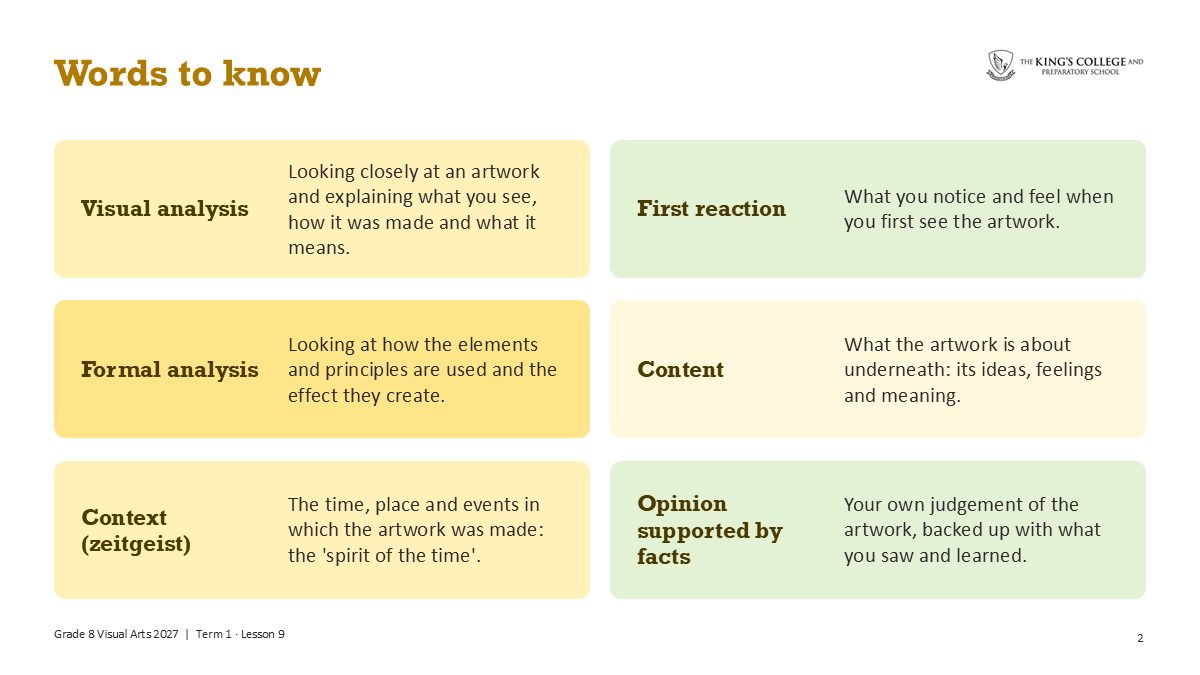 Words to know
THE KING'S COLLEGE AND
PREPARATORY SCHOOL
Visual analysis
Looking closely at an artwork
and explaining what you see,
how it was made and what it
means.
First reaction
What you notice and feel when
you first see the artwork.
Formal analysis
Looking at how the elements
and principles are used and the
effect they create.
Content
What the artwork is about
underneath: its ideas, feelings
and meaning.
Context
(zeitgeist)
The time, place and events in
which the artwork was made:
the 'spirit of the time'.
Opinion
supported by
facts
Your own judgement of the
artwork, backed up with what
you saw and learned.
Grade 8 Visual Arts 2027 | Term 1 · Lesson 9
2